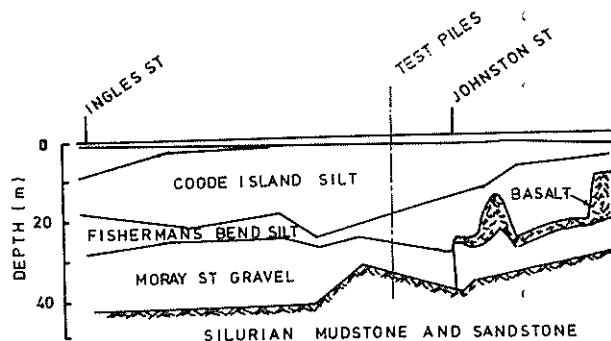 INGLES ST
TEST PILES
JOHNSTON ST
0
20
40
DEPTH (m)
COODE ISLAND SILT
BASALT
FISHERMANS BEND SILT
MORAY ST GRAVEL
SILURIAN MUDSTONE AND SANDSTONE